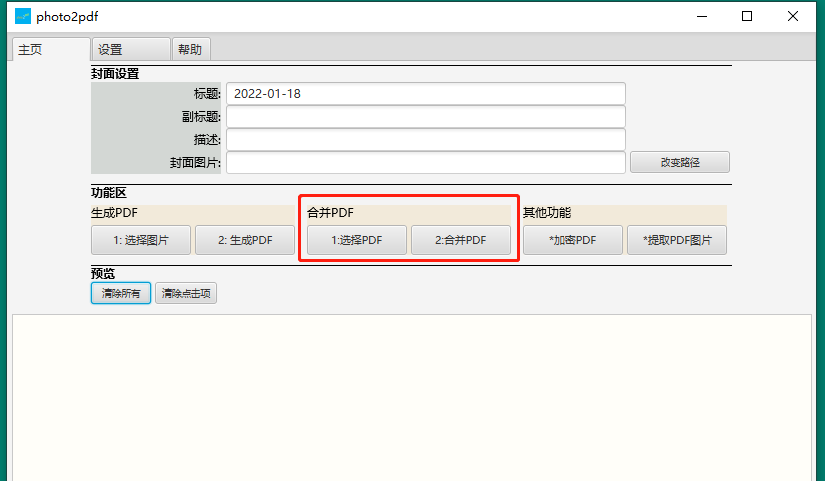 photo2pdf
主页 设置 帮助
封面设置
标题: 2022-01-18
副标题:
描述:
封面图片: 改变路径
功能区
生成PDF 合并PDF 其他功能
1: 选择图片 2: 生成PDF 1:选择PDF 2:合并PDF *加密PDF *提取PDF图片
预览
清除所有 清除点击项